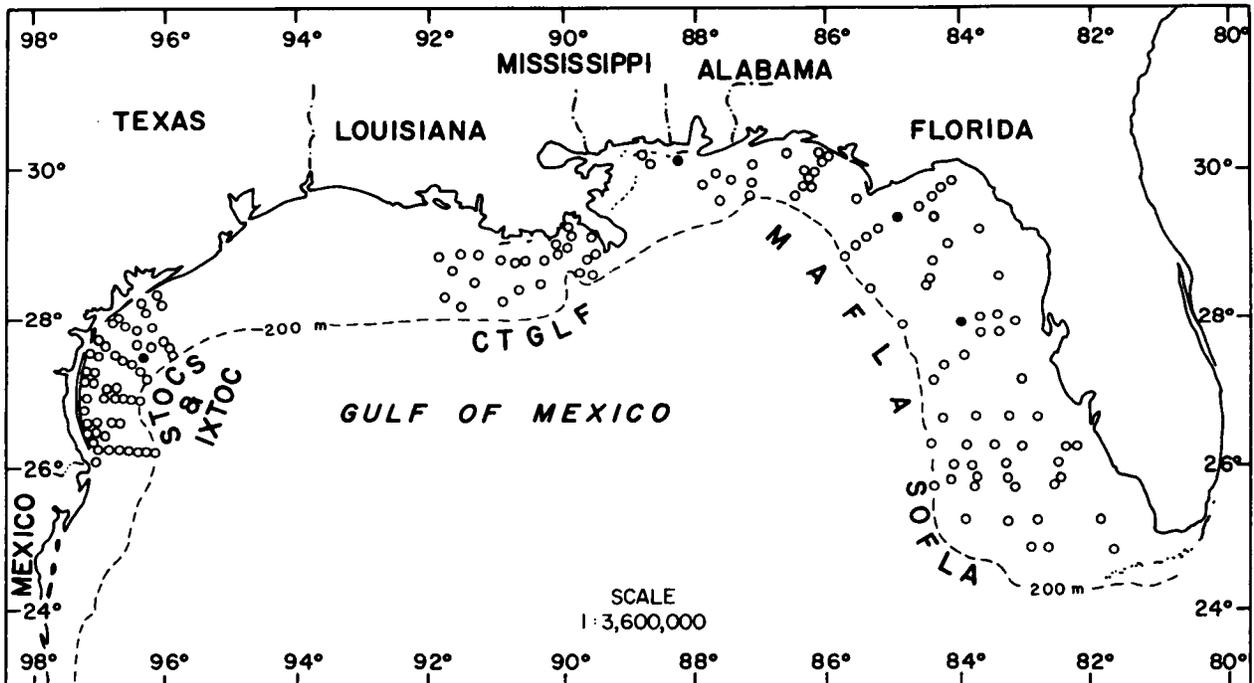 98° 96° 94° 92° 90° 88° 86° 84° 82° 80°
MISSISSIPPI ALABAMA
TEXAS LOUISIANA FLORIDA
30° 30°
MAFLA
28° 200 m 28°
CTGLF
STOCS
&
IXTOC
GULF OF MEXICO
26° 26°
SOFLA
MEXICO
SCALE
1:3,600,000
200 m
24° 24°
98° 96° 94° 92° 90° 88° 86° 84° 82° 80°